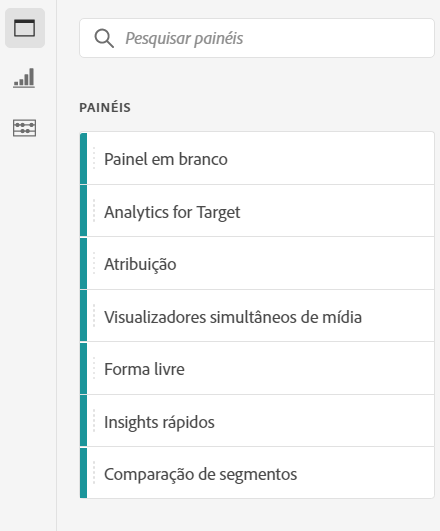 Pesquisar painéis
PAINÉIS
Painel em branco
Analytics for Target
Atribuição
Visualizadores simultâneos de mídia
Forma livre
Insights rápidos
Comparação de segmentos